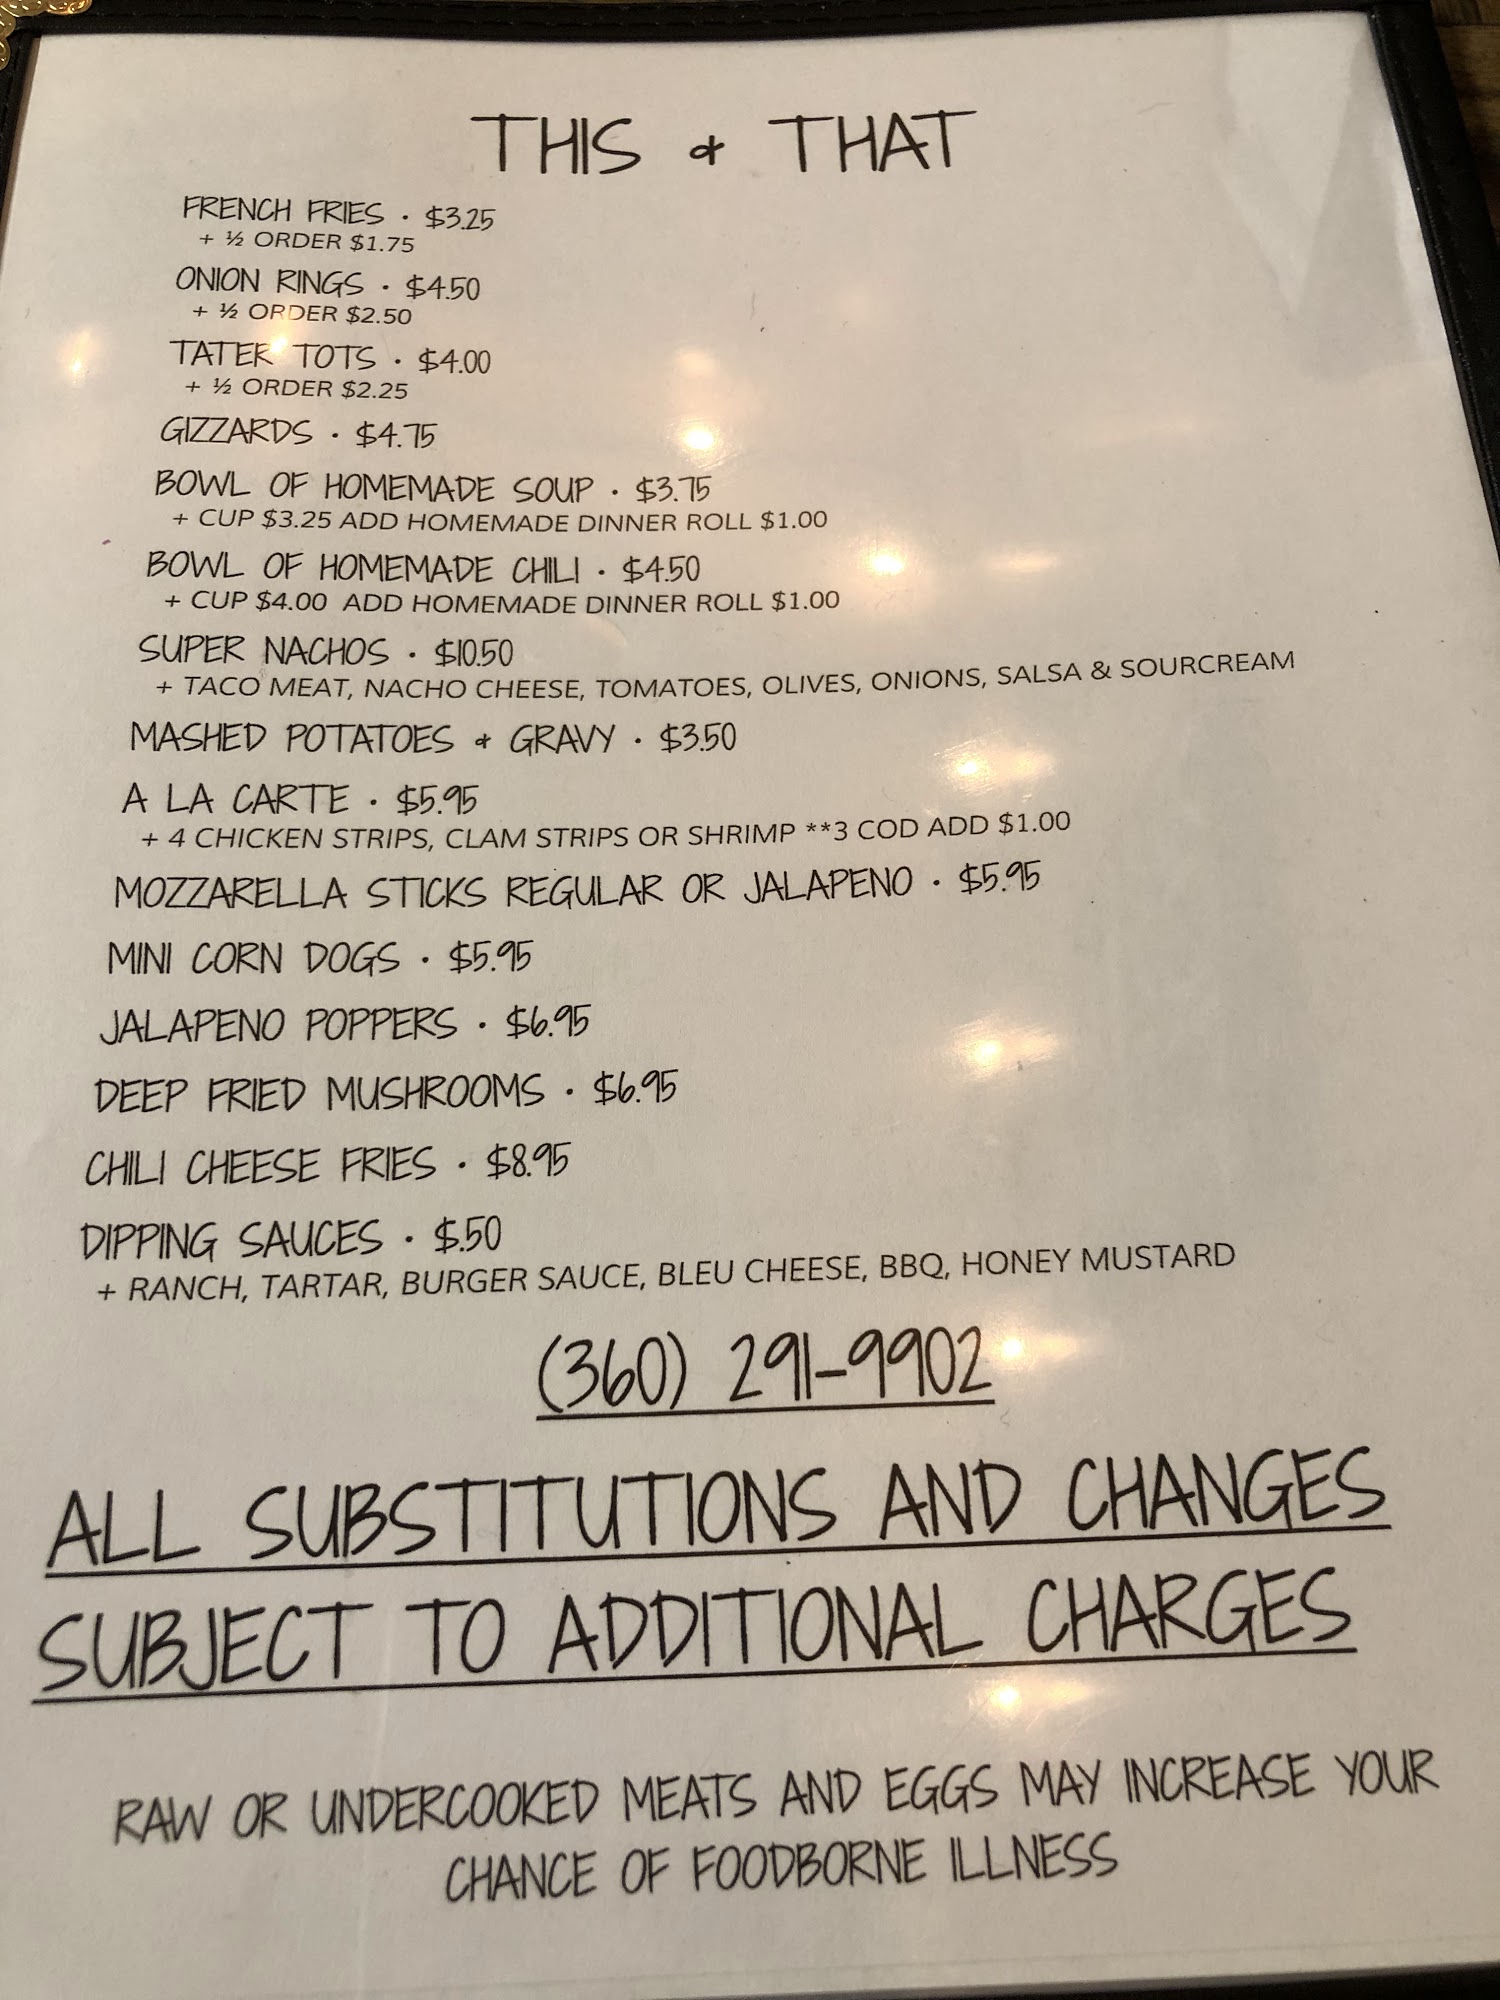 THIS & THAT
FRENCH FRIES • $3.25
+ ½ ORDER $1.75
ONION RINGS • $4.50
+ ½ ORDER $2.50
TATER TOTS • $4.00
+ ½ ORDER $2.25
GIZZARDS • $4.75
BOWL OF HOMEMADE SOUP • $3.75
+ CUP $3.25 ADD HOMEMADE DINNER ROLL $1.00
BOWL OF HOMEMADE CHILI • $4.50
+ CUP $4.00 ADD HOMEMADE DINNER ROLL $1.00
SUPER NACHOS • $10.50
+ TACO MEAT, NACHO CHEESE, TOMATOES, OLIVES, ONIONS, SALSA & SOURCREAM
MASHED POTATOES & GRAVY • $3.50
A LA CARTE • $5.95
+ 4 CHICKEN STRIPS, CLAM STRIPS OR SHRIMP **3 COD ADD $1.00
MOZZARELLA STICKS REGULAR OR JALAPENO • $5.95
MINI CORN DOGS • $5.95
JALAPENO POPPERS • $6.95
DEEP FRIED MUSHROOMS • $6.95
CHILI CHEESE FRIES • $8.95
DIPPING SAUCES • $.50
+ RANCH, TARTAR, BURGER SAUCE, BLEU CHEESE, BBQ, HONEY MUSTARD
(360) 291-9902
ALL SUBSTITUTIONS AND CHANGES
SUBJECT TO ADDITIONAL CHARGES
RAW OR UNDERCOOKED MEATS AND EGGS MAY INCREASE YOUR
CHANCE OF FOODBORNE ILLNESS